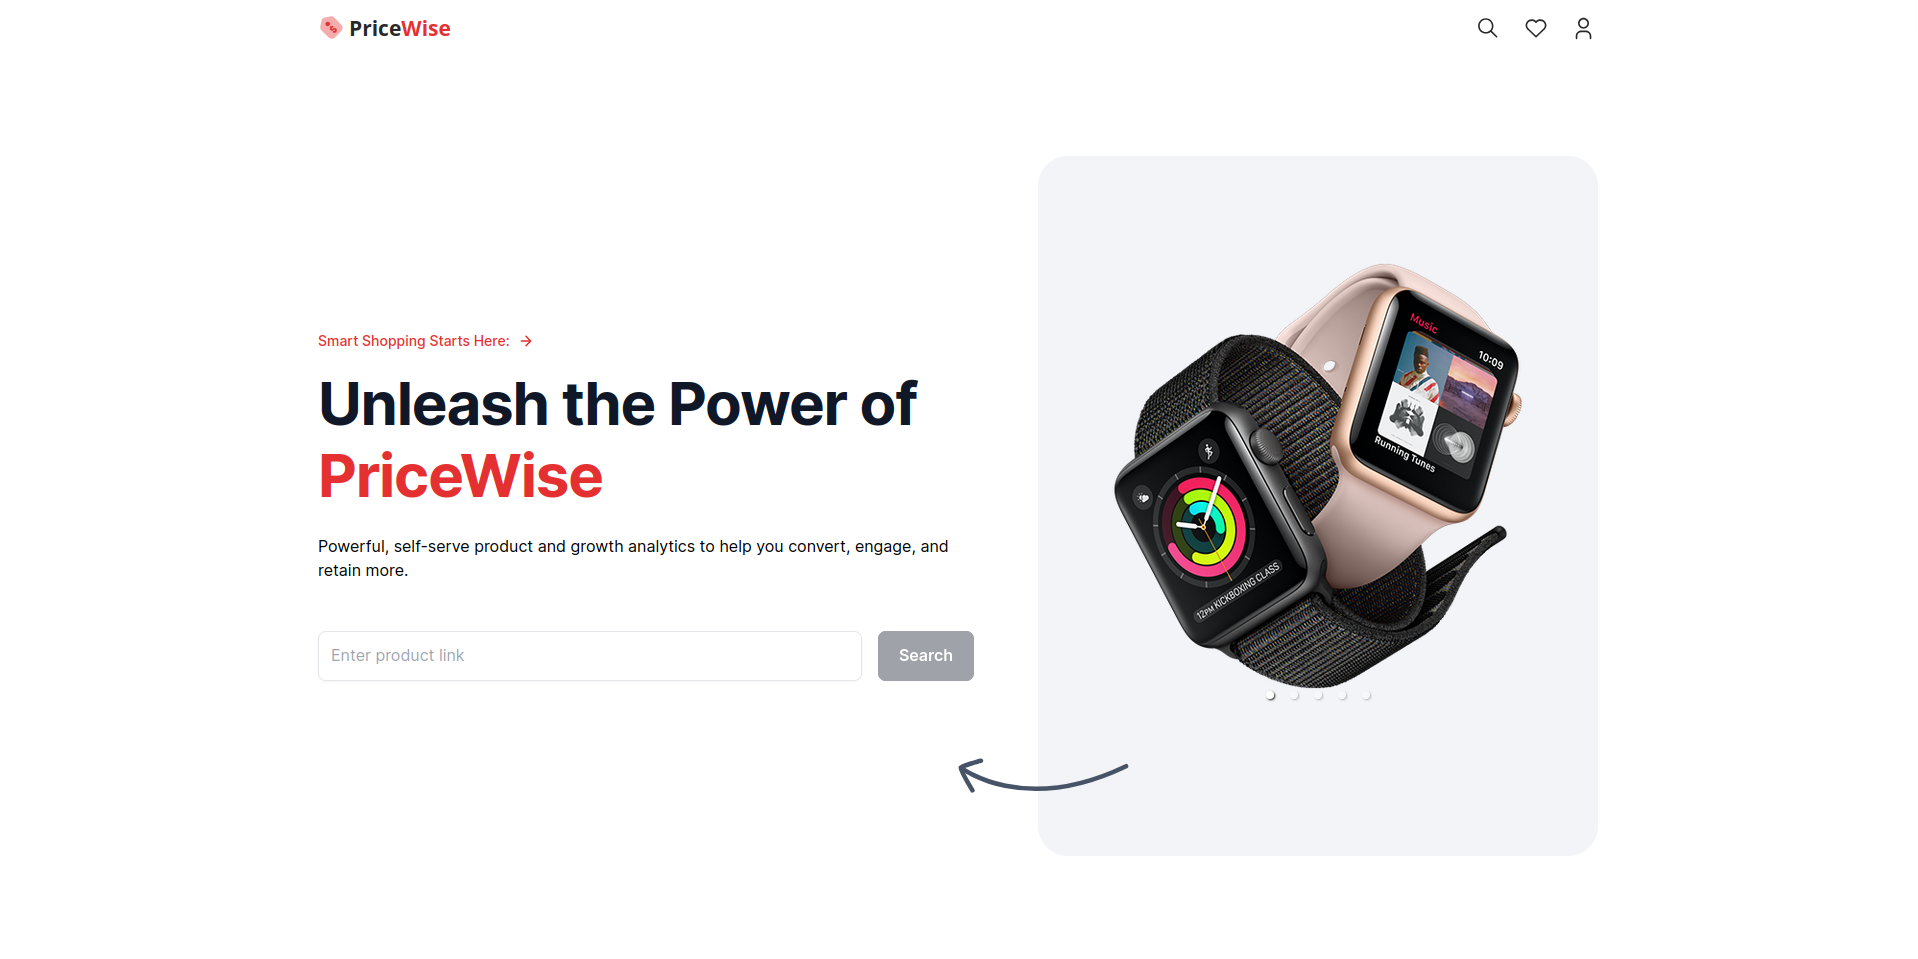 PriceWise
Smart Shopping Starts Here:
Unleash the Power of
PriceWise
Powerful, self-serve product and growth analytics to help you convert, engage, and
retain more.
Enter product link
Search
Music
10:09
Running Tunes
12PM KICKBOXING CLASS